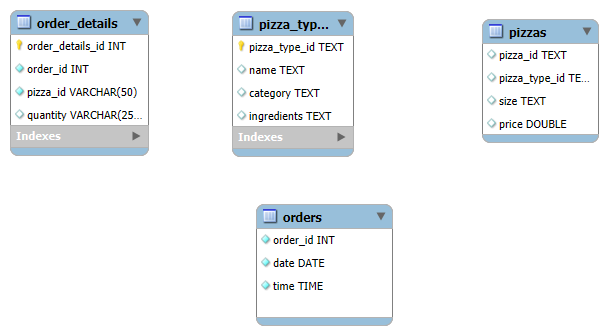 order_details
order_details_id INT
order_id INT
pizza_id VARCHAR(50)
quantity VARCHAR(25...
Indexes
pizza_typ...
pizza_type_id TEXT
name TEXT
category TEXT
ingredients TEXT
Indexes
pizzas
pizza_id TEXT
pizza_type_id TE...
size TEXT
price DOUBLE
orders
order_id INT
date DATE
time TIME